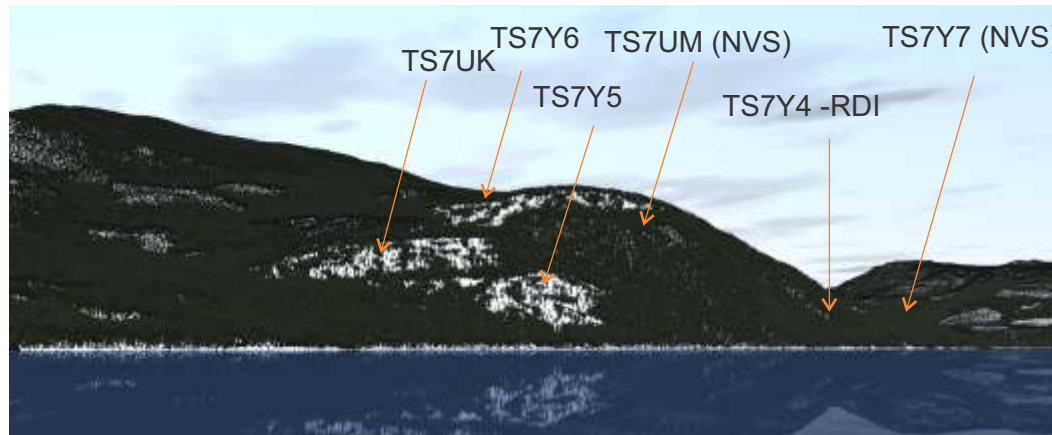 TS7UK
TS7Y6
TS7Y5
TS7UM (NVS)
TS7Y4 -RDI
TS7Y7 (NVS)